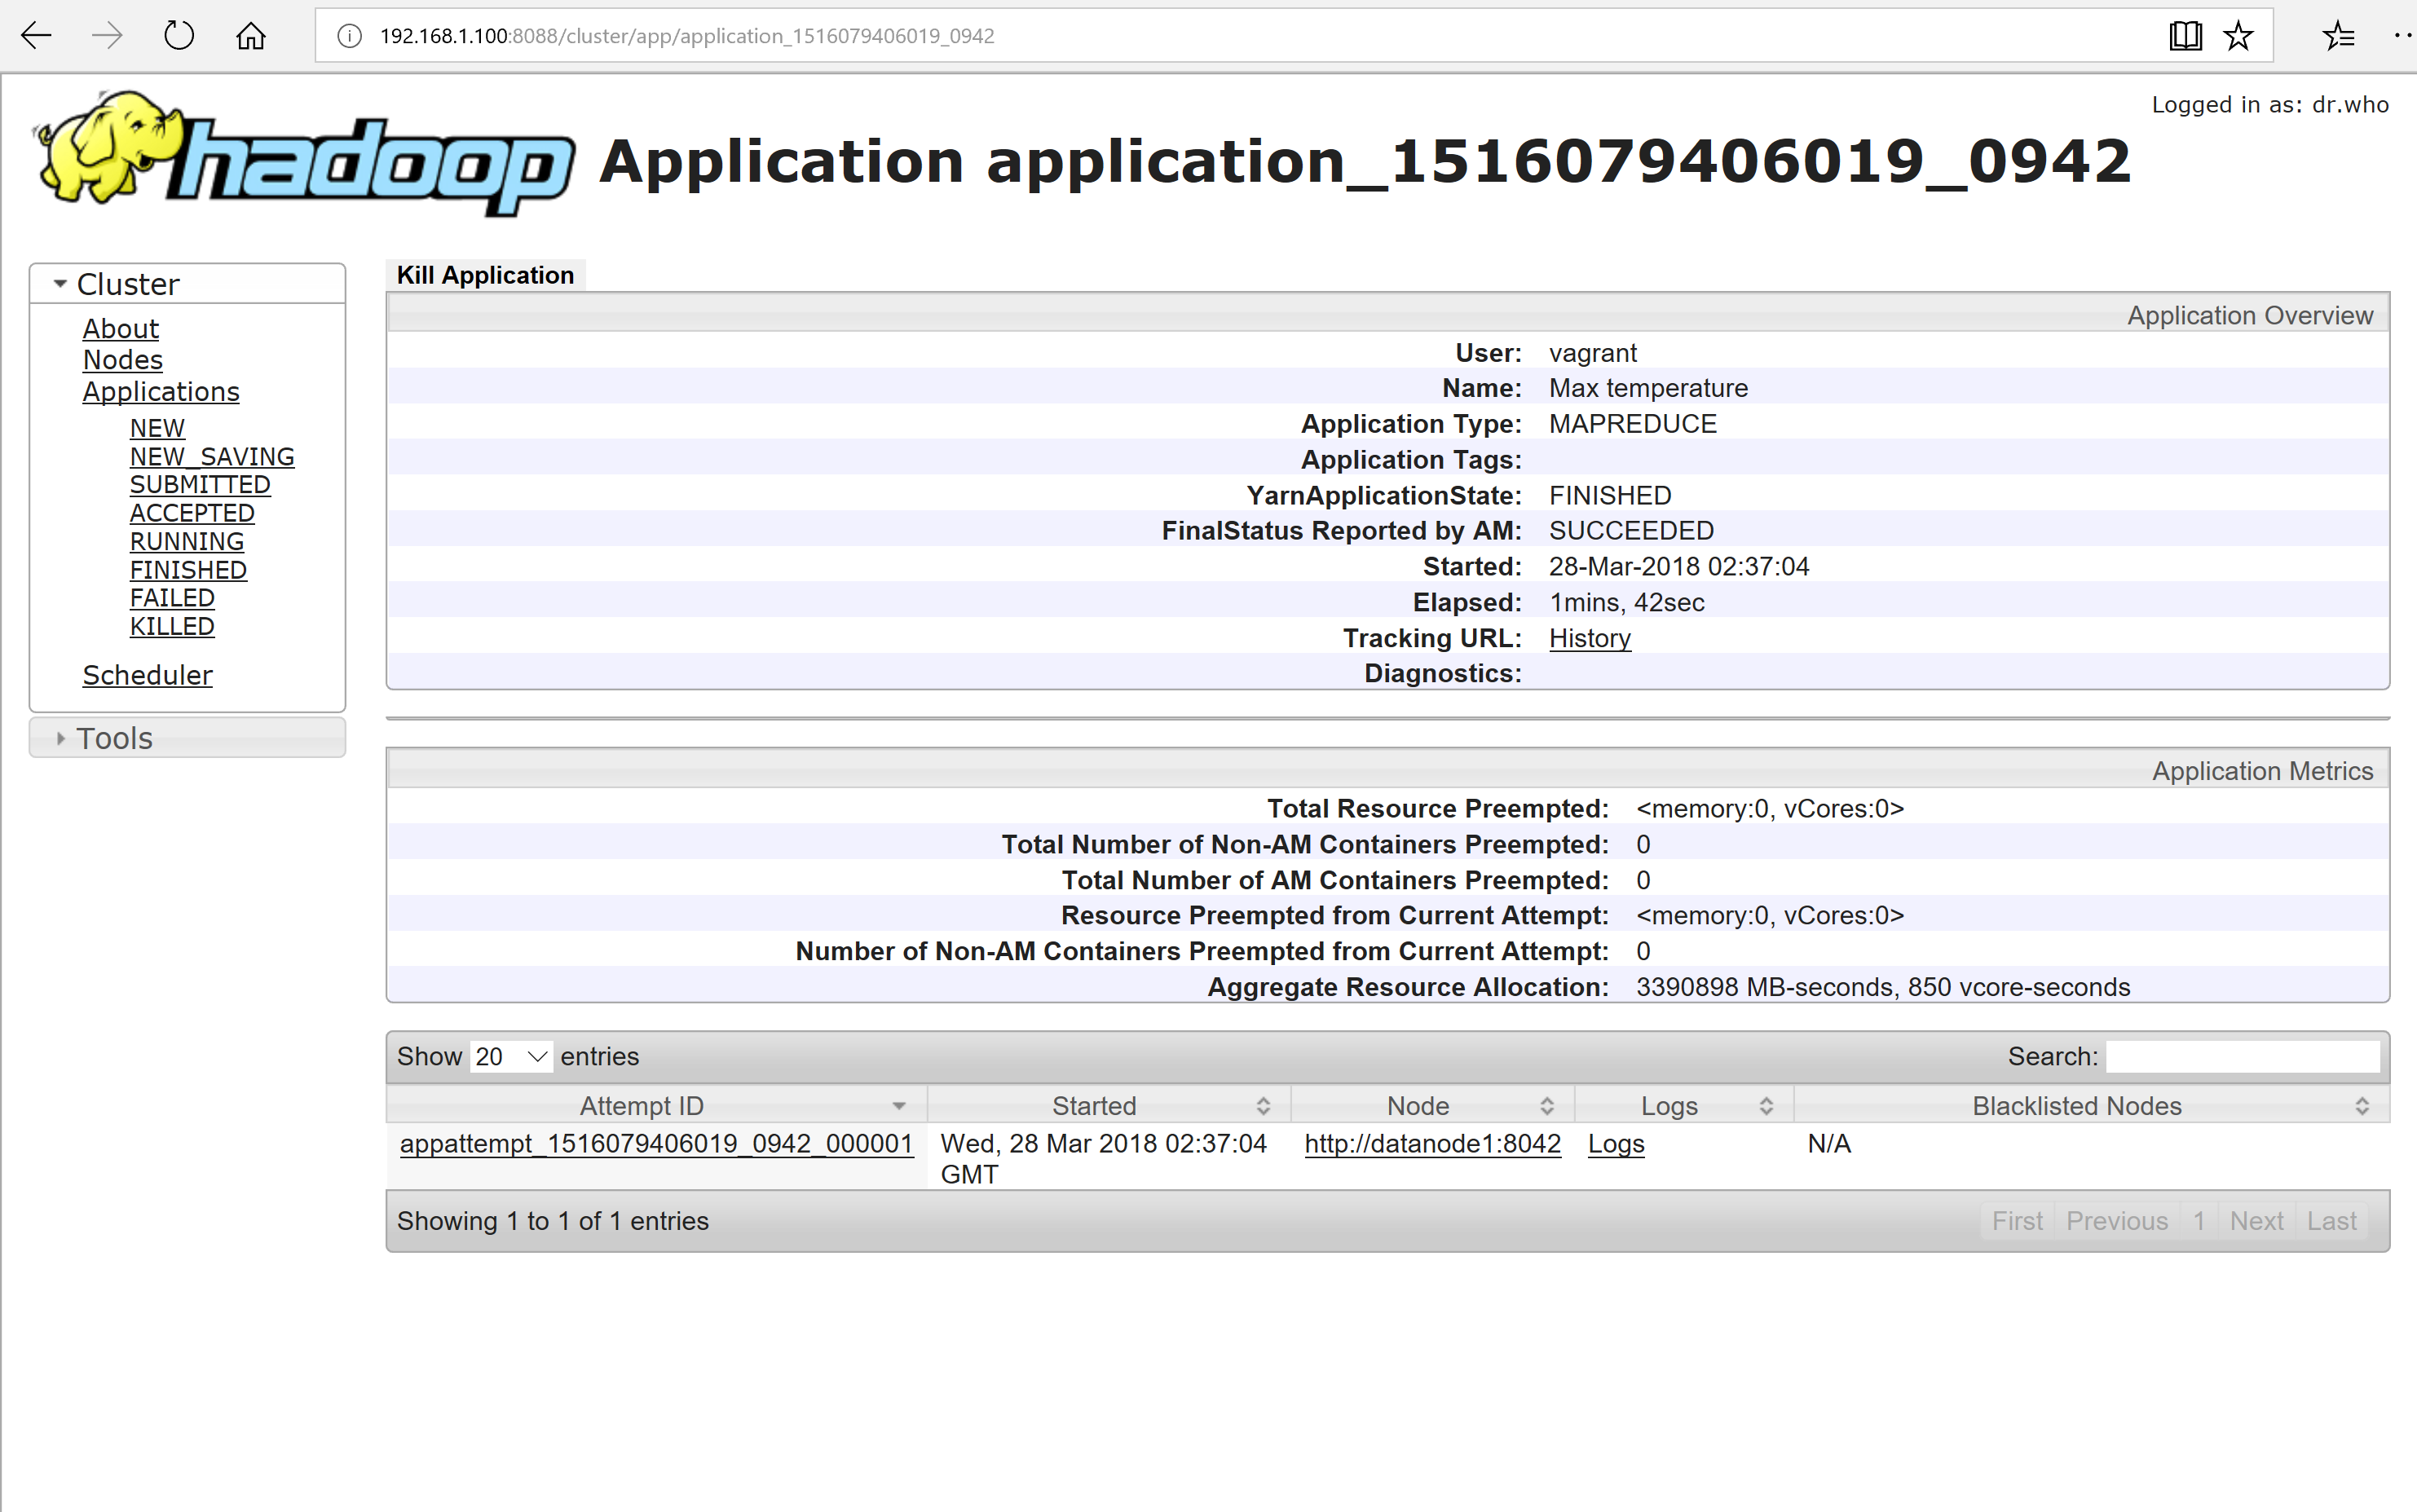 192.168.1.100:8088/cluster/app/application_1516079406019_0942
Logged in as: dr.who
hadoop
Application application_1516079406019_0942
Cluster
About
Nodes
Applications
NEW
NEW_SAVING
SUBMITTED
ACCEPTED
RUNNING
FINISHED
FAILED
KILLED
Scheduler
Tools
Kill Application
Application Overview
User: vagrant
Name: Max temperature
Application Type: MAPREDUCE
Application Tags:
YarnApplicationState: FINISHED
FinalStatus Reported by AM: SUCCEEDED
Started: 28-Mar-2018 02:37:04
Elapsed: 1mins, 42sec
Tracking URL: History
Diagnostics:
Application Metrics
Total Resource Preempted: <memory:0, vCores:0>
Total Number of Non-AM Containers Preempted: 0
Total Number of AM Containers Preempted: 0
Resource Preempted from Current Attempt: <memory:0, vCores:0>
Number of Non-AM Containers Preempted from Current Attempt: 0
Aggregate Resource Allocation: 3390898 MB-seconds, 850 vcore-seconds
Show 20 entries Search:
Attempt ID Started Node Logs Blacklisted Nodes
appattempt_1516079406019_0942_000001 Wed, 28 Mar 2018 02:37:04 http://datanode1:8042 Logs N/A
GMT
Showing 1 to 1 of 1 entries First Previous 1 Next Last